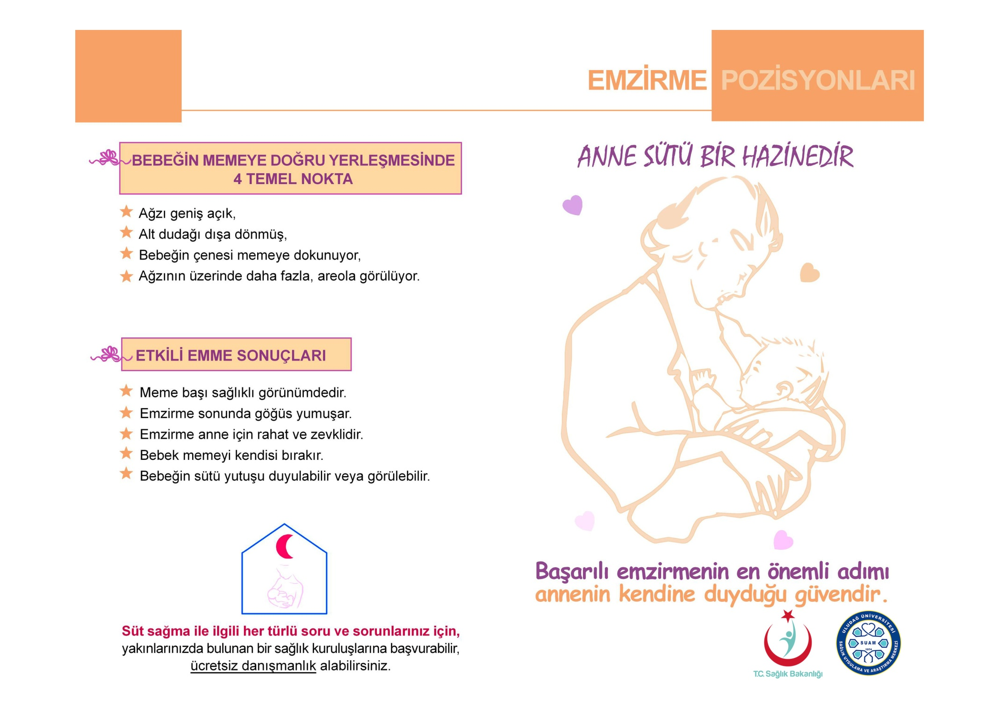 EMZİRME POZİSYONLARI
BEBEĞİN MEMEYE DOĞRU YERLEŞMESİNDE
4 TEMEL NOKTA
Ağzı geniş açık,
Alt dudağı dışa dönmüş,
Bebeğin çenesi memeye dokunuyor,
Ağzının üzerinde daha fazla, areola görülüyor.
ETKİLİ EMME SONUÇLARI
Meme başı sağlıklı görünümdedir.
Emzirme sonunda göğüs yumuşar.
Emzirme anne için rahat ve zevklidir.
Bebek memeyi kendisi bırakır.
Bebeğin sütü yutuşu duyulabilir veya görülebilir.
Süt sağma ile ilgili her türlü soru ve sorunlarınız için,
yakınlarınızda bulunan bir sağlık kuruluşlarına başvurabilir,
ücretsiz danışmanlık alabilirsiniz.
ANNE SÜTÜ BİR HAZİNEDİR
Başarılı emzirmenin en önemli adımı
annenin kendine duyduğu güvendir.
T.C. Sağlık Bakanlığı
ULUDAĞ ÜNİVERSİTESİ
SUAM
1974
SAĞLIK UYGULAMA VE ARAŞTIRMA MERKEZİ